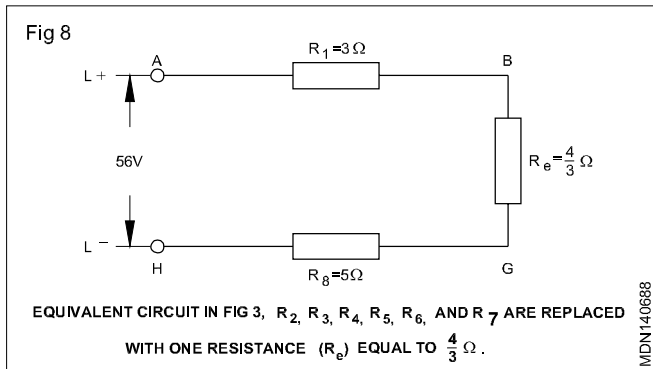 Fig 8
R1=3Ω
A
B
L+
56V
Re=4/3 Ω
L-
H
R8=5Ω
G
EQUIVALENT CIRCUIT IN FIG 3, R2, R3, R4, R5, R6, AND R7 ARE REPLACED
WITH ONE RESISTANCE (Re) EQUAL TO 4/3 Ω.
MDN140688